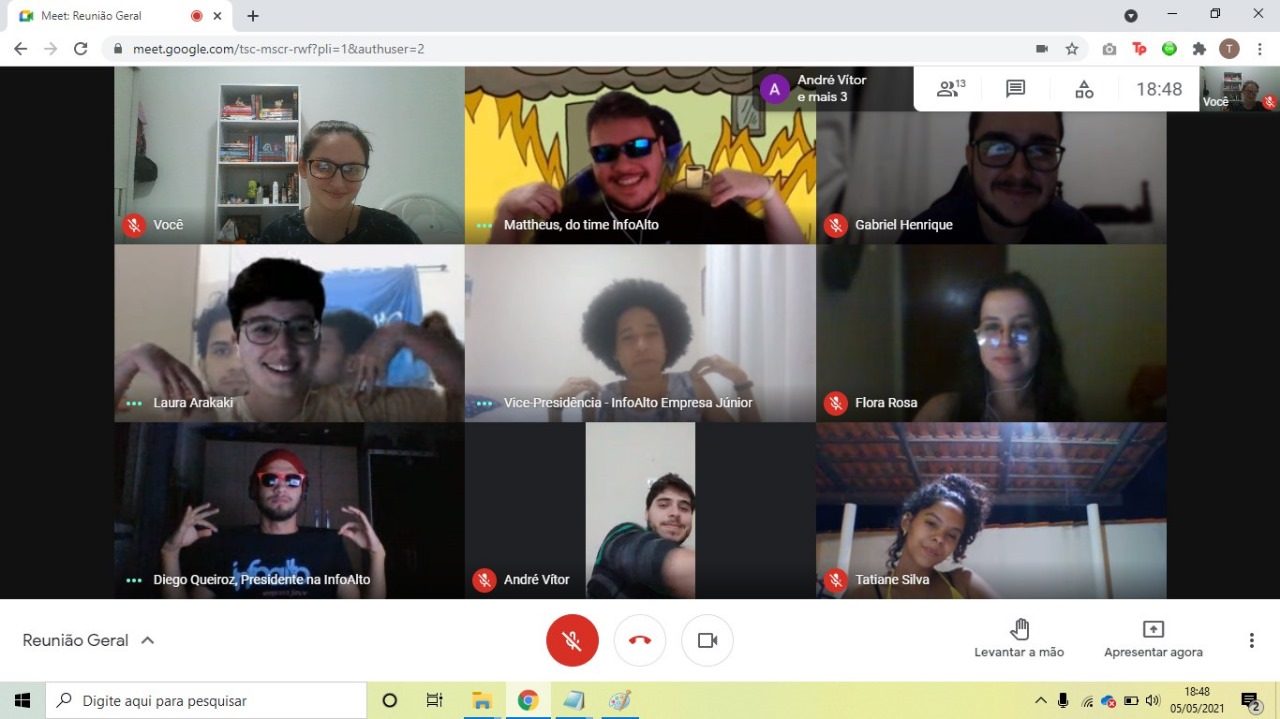 Meet: Reunião Geral
meet.google.com/tsc-mscr-rwf?pli=1&authuser=2
T
A
André Vítor
e mais 3
13
18:48
Você
Você
Mattheus, do time InfoAlto
Gabriel Henrique
Laura Arakaki
Vice-Presidência - InfoAlto Empresa Júnior
Flora Rosa
infoalto
Diego Queiroz, Presidente na InfoAlto
André Vítor
Tatiane Silva
Reunião Geral
Levantar a mão
Apresentar agora
Digite aqui para pesquisar
18:48
05/05/2021
2